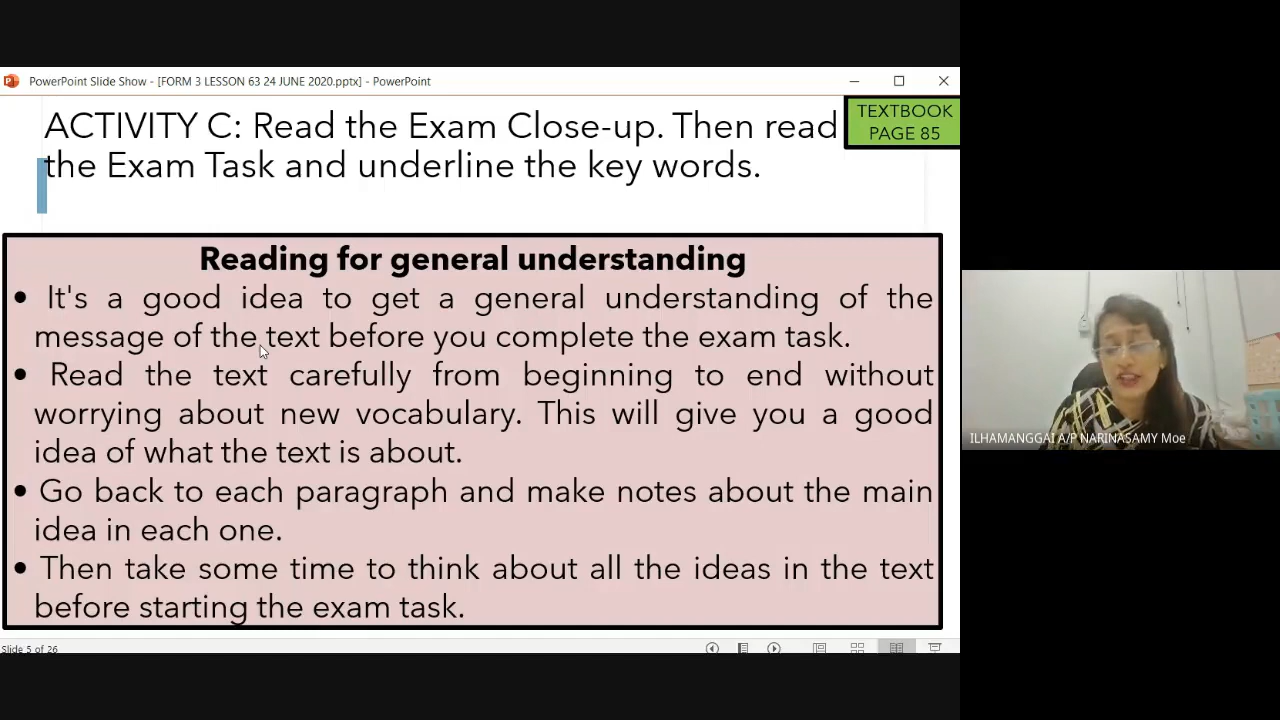 PowerPoint Slide Show - [FORM 3 LESSON 63 24 JUNE 2020.pptx] - PowerPoint
ACTIVITY C: Read the Exam Close-up. Then read
the Exam Task and underline the key words.
TEXTBOOK
PAGE 85
Reading for general understanding
• It's a good idea to get a general understanding of the
message of the text before you complete the exam task.
• Read the text carefully from beginning to end without
worrying about new vocabulary. This will give you a good
idea of what the text is about.
• Go back to each paragraph and make notes about the main
idea in each one.
• Then take some time to think about all the ideas in the text
before starting the exam task.
Slide 5 of 26
ILHAMANGGAI A/P NARINASAMY Moe